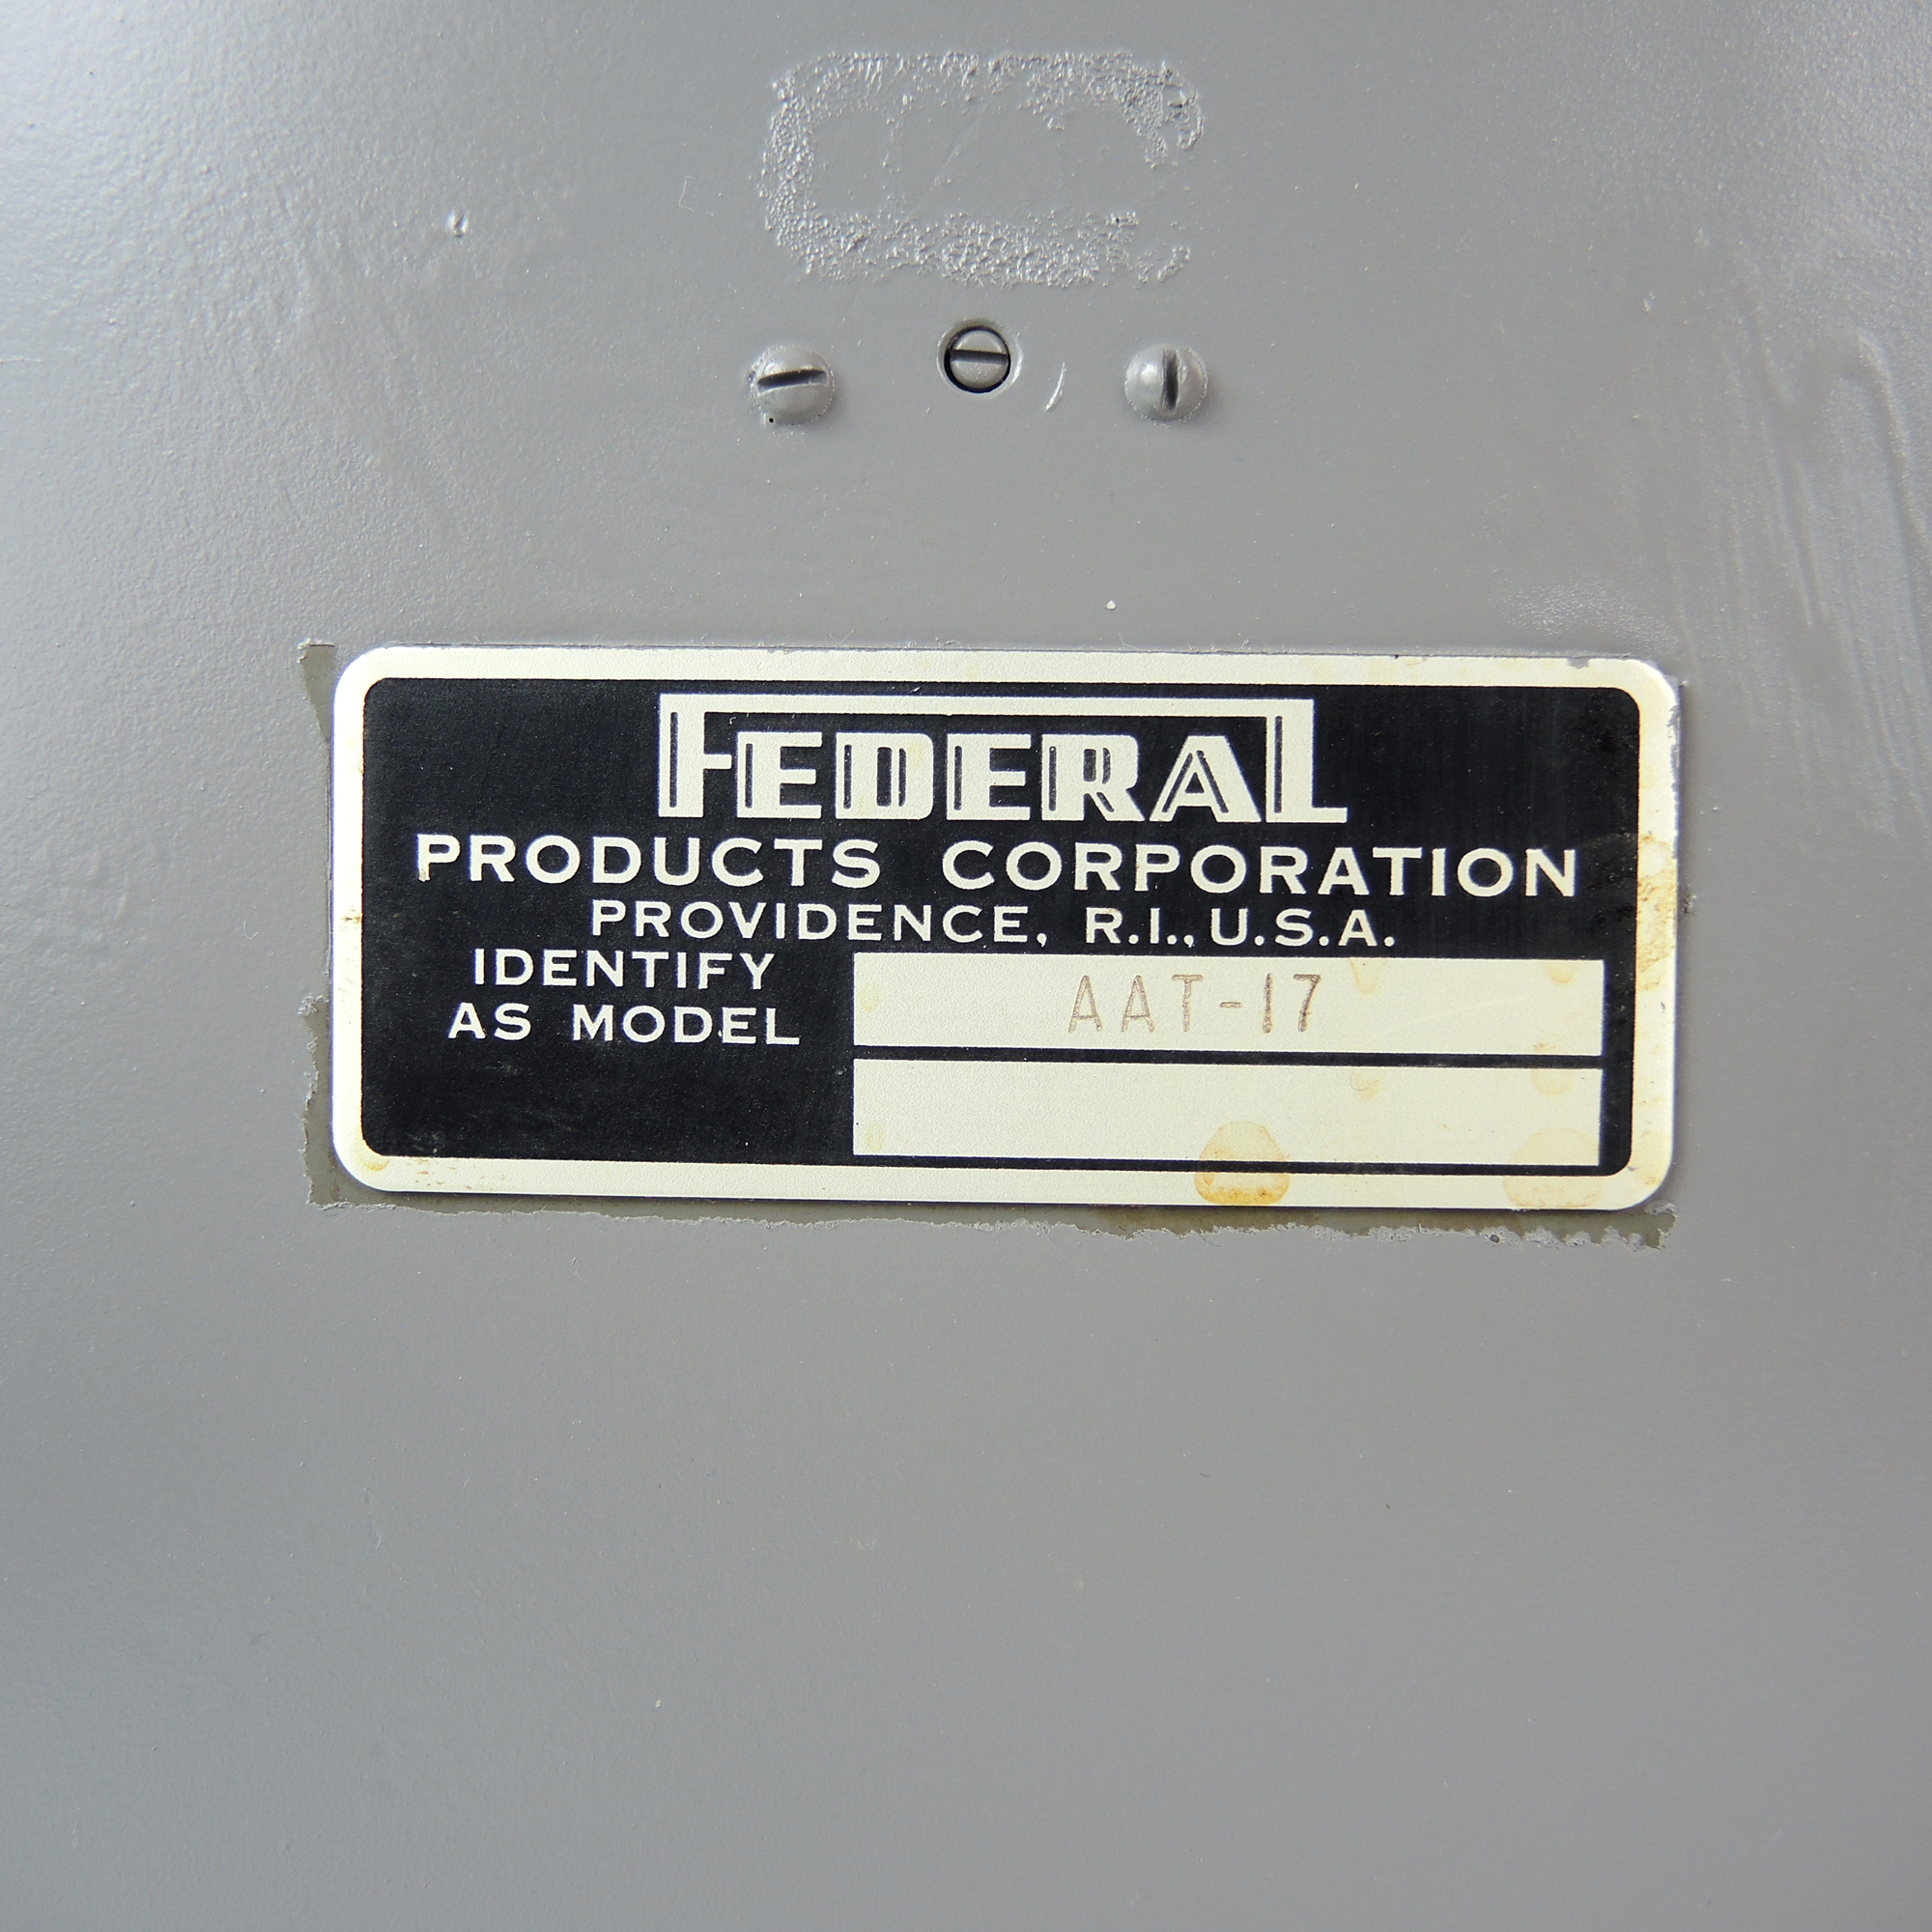 FEDERAL
PRODUCTS CORPORATION
PROVIDENCE, R.I., U.S.A.
IDENTIFY
AS MODEL
AAT-17